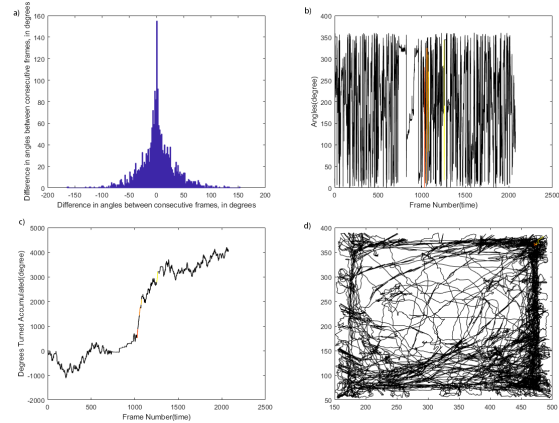 a)
Difference in angles between consecutive frames, in degrees
160
140
120
100
80
60
40
20
0
-200 -150 -100 -50 0 50 100 150 200
Difference in angles between consecutive frames, in degrees
b)
Angles(degree)
400
350
300
250
200
150
100
50
0
0 500 1000 1500 2000 2500
Frame Number(time)
c)
Degrees Turned Accumulated(degree)
5000
4000
3000
2000
1000
0
-1000
-2000
0 500 1000 1500 2000 2500
Frame Number(time)
d)
400
350
300
250
200
150
100
50
150 200 250 300 350 400 450 500